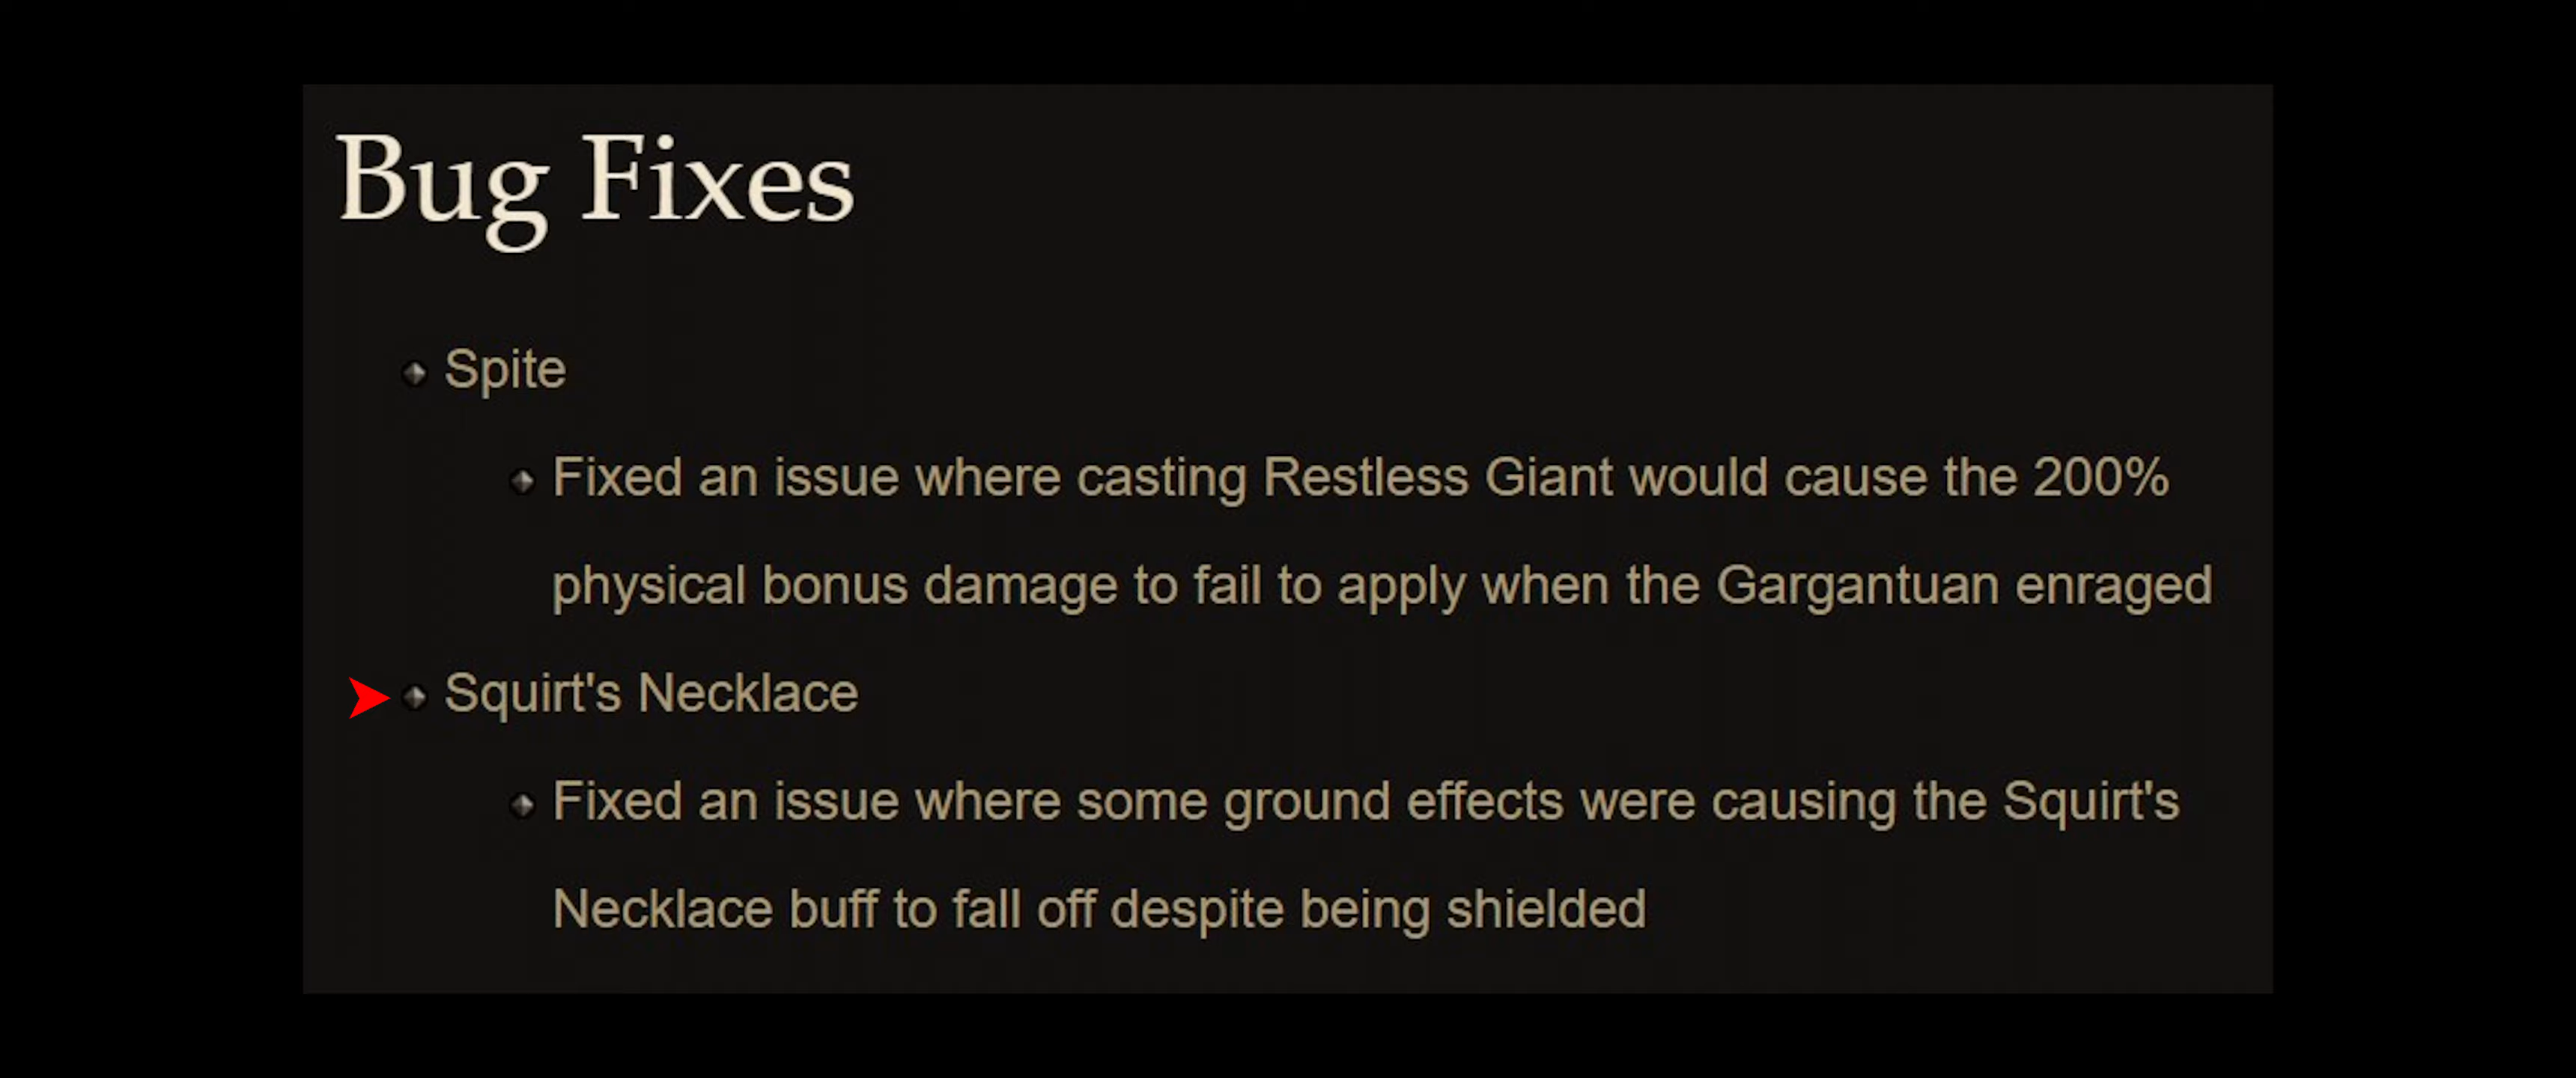 Bug Fixes
Spite
Fixed an issue where casting Restless Giant would cause the 200%
physical bonus damage to fail to apply when the Gargantuan enraged
Squirt's Necklace
Fixed an issue where some ground effects were causing the Squirt's
Necklace buff to fall off despite being shielded